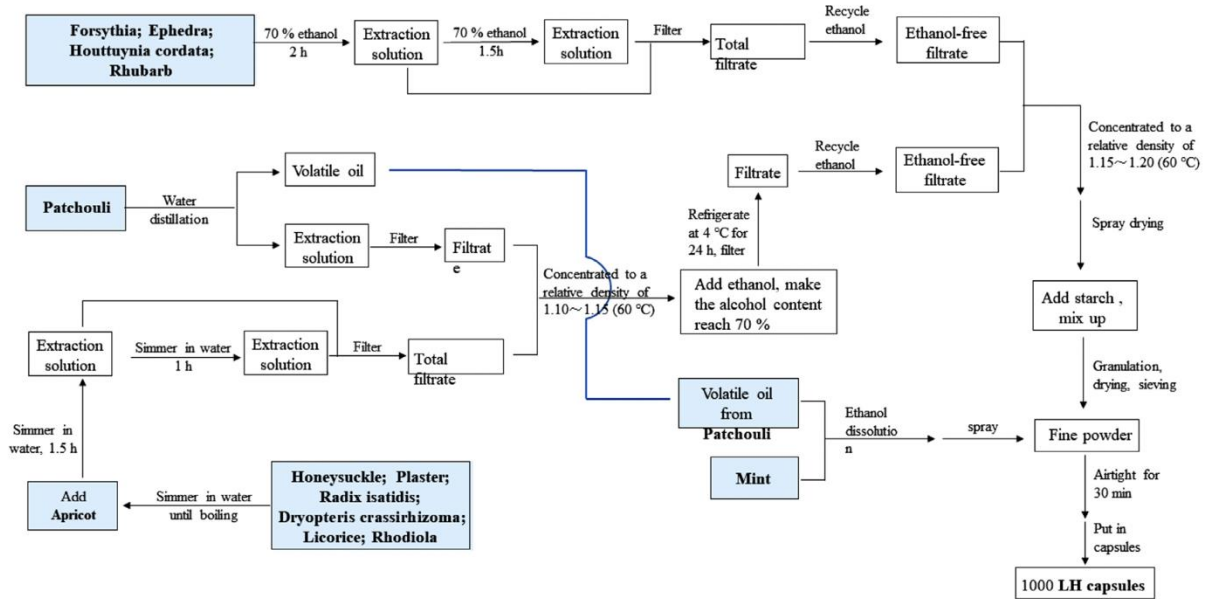 Forsythia; Ephedra;
Houttuynia cordata;
Rhubarb
70 % ethanol
2 h
Extraction
solution
70 % ethanol
1.5h
Extraction
solution
Filter
Total
filtrate
Recycle
ethanol
Ethanol-free
filtrate
Concentrated to a
relative density of
1.15～1.20 (60 ℃)
Patchouli
Water
distillation
Volatile oil
Extraction
solution
Filter
Filtrat
e
Concentrated to a
relative density of
1.10～1.15 (60 ℃)
Add ethanol, make
the alcohol content
reach 70 %
Refrigerate
at 4 ℃ for
24 h, filter
Filtrate
Recycle
ethanol
Ethanol-free
filtrate
Spray drying
Add starch ,
mix up
Granulation,
drying, sieving
Extraction
solution
Simmer in water
1 h
Extraction
solution
Filter
Total
filtrate
Simmer in
water, 1.5 h
Add
Apricot
Simmer in water
until boiling
Honeysuckle; Plaster;
Radix isatidis;
Dryopteris crassirhizoma;
Licorice; Rhodiola
Volatile oil
from
Patchouli
Mint
Ethanol
dissolutio
n
spray
Fine powder
Airtight for
30 min
Put in
capsules
1000 LH capsules